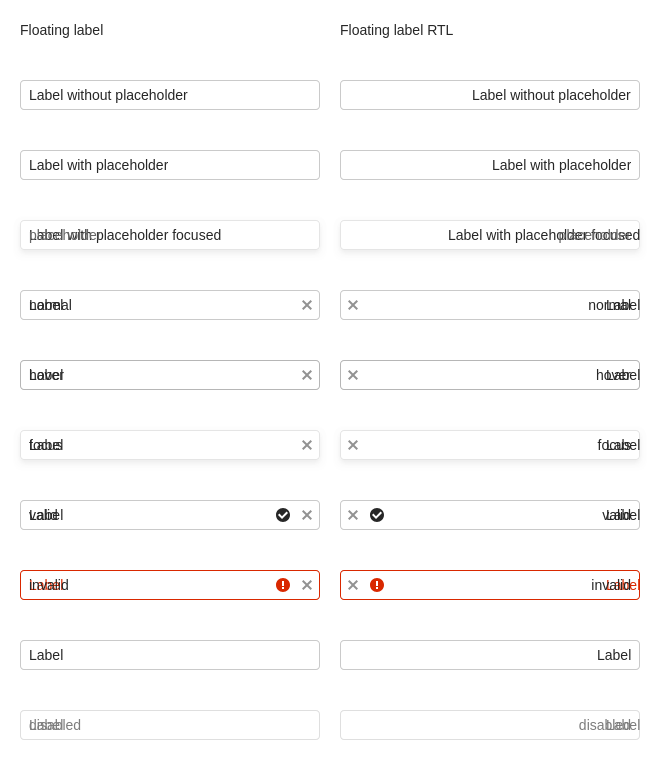 Floating label
Floating label RTL
Label without placeholder
Label without placeholder
Label with placeholder
Label with placeholder
placeholder
Label with placeholder focused
Label with placeholder focused
placeholder
normal
Label
normal
Label
hover
Label
hover
Label
focus
Label
focus
Label
valid
Label
valid
Label
invalid
Label
invalid
Label
Label
Label
disabled
Label
disabled
Label